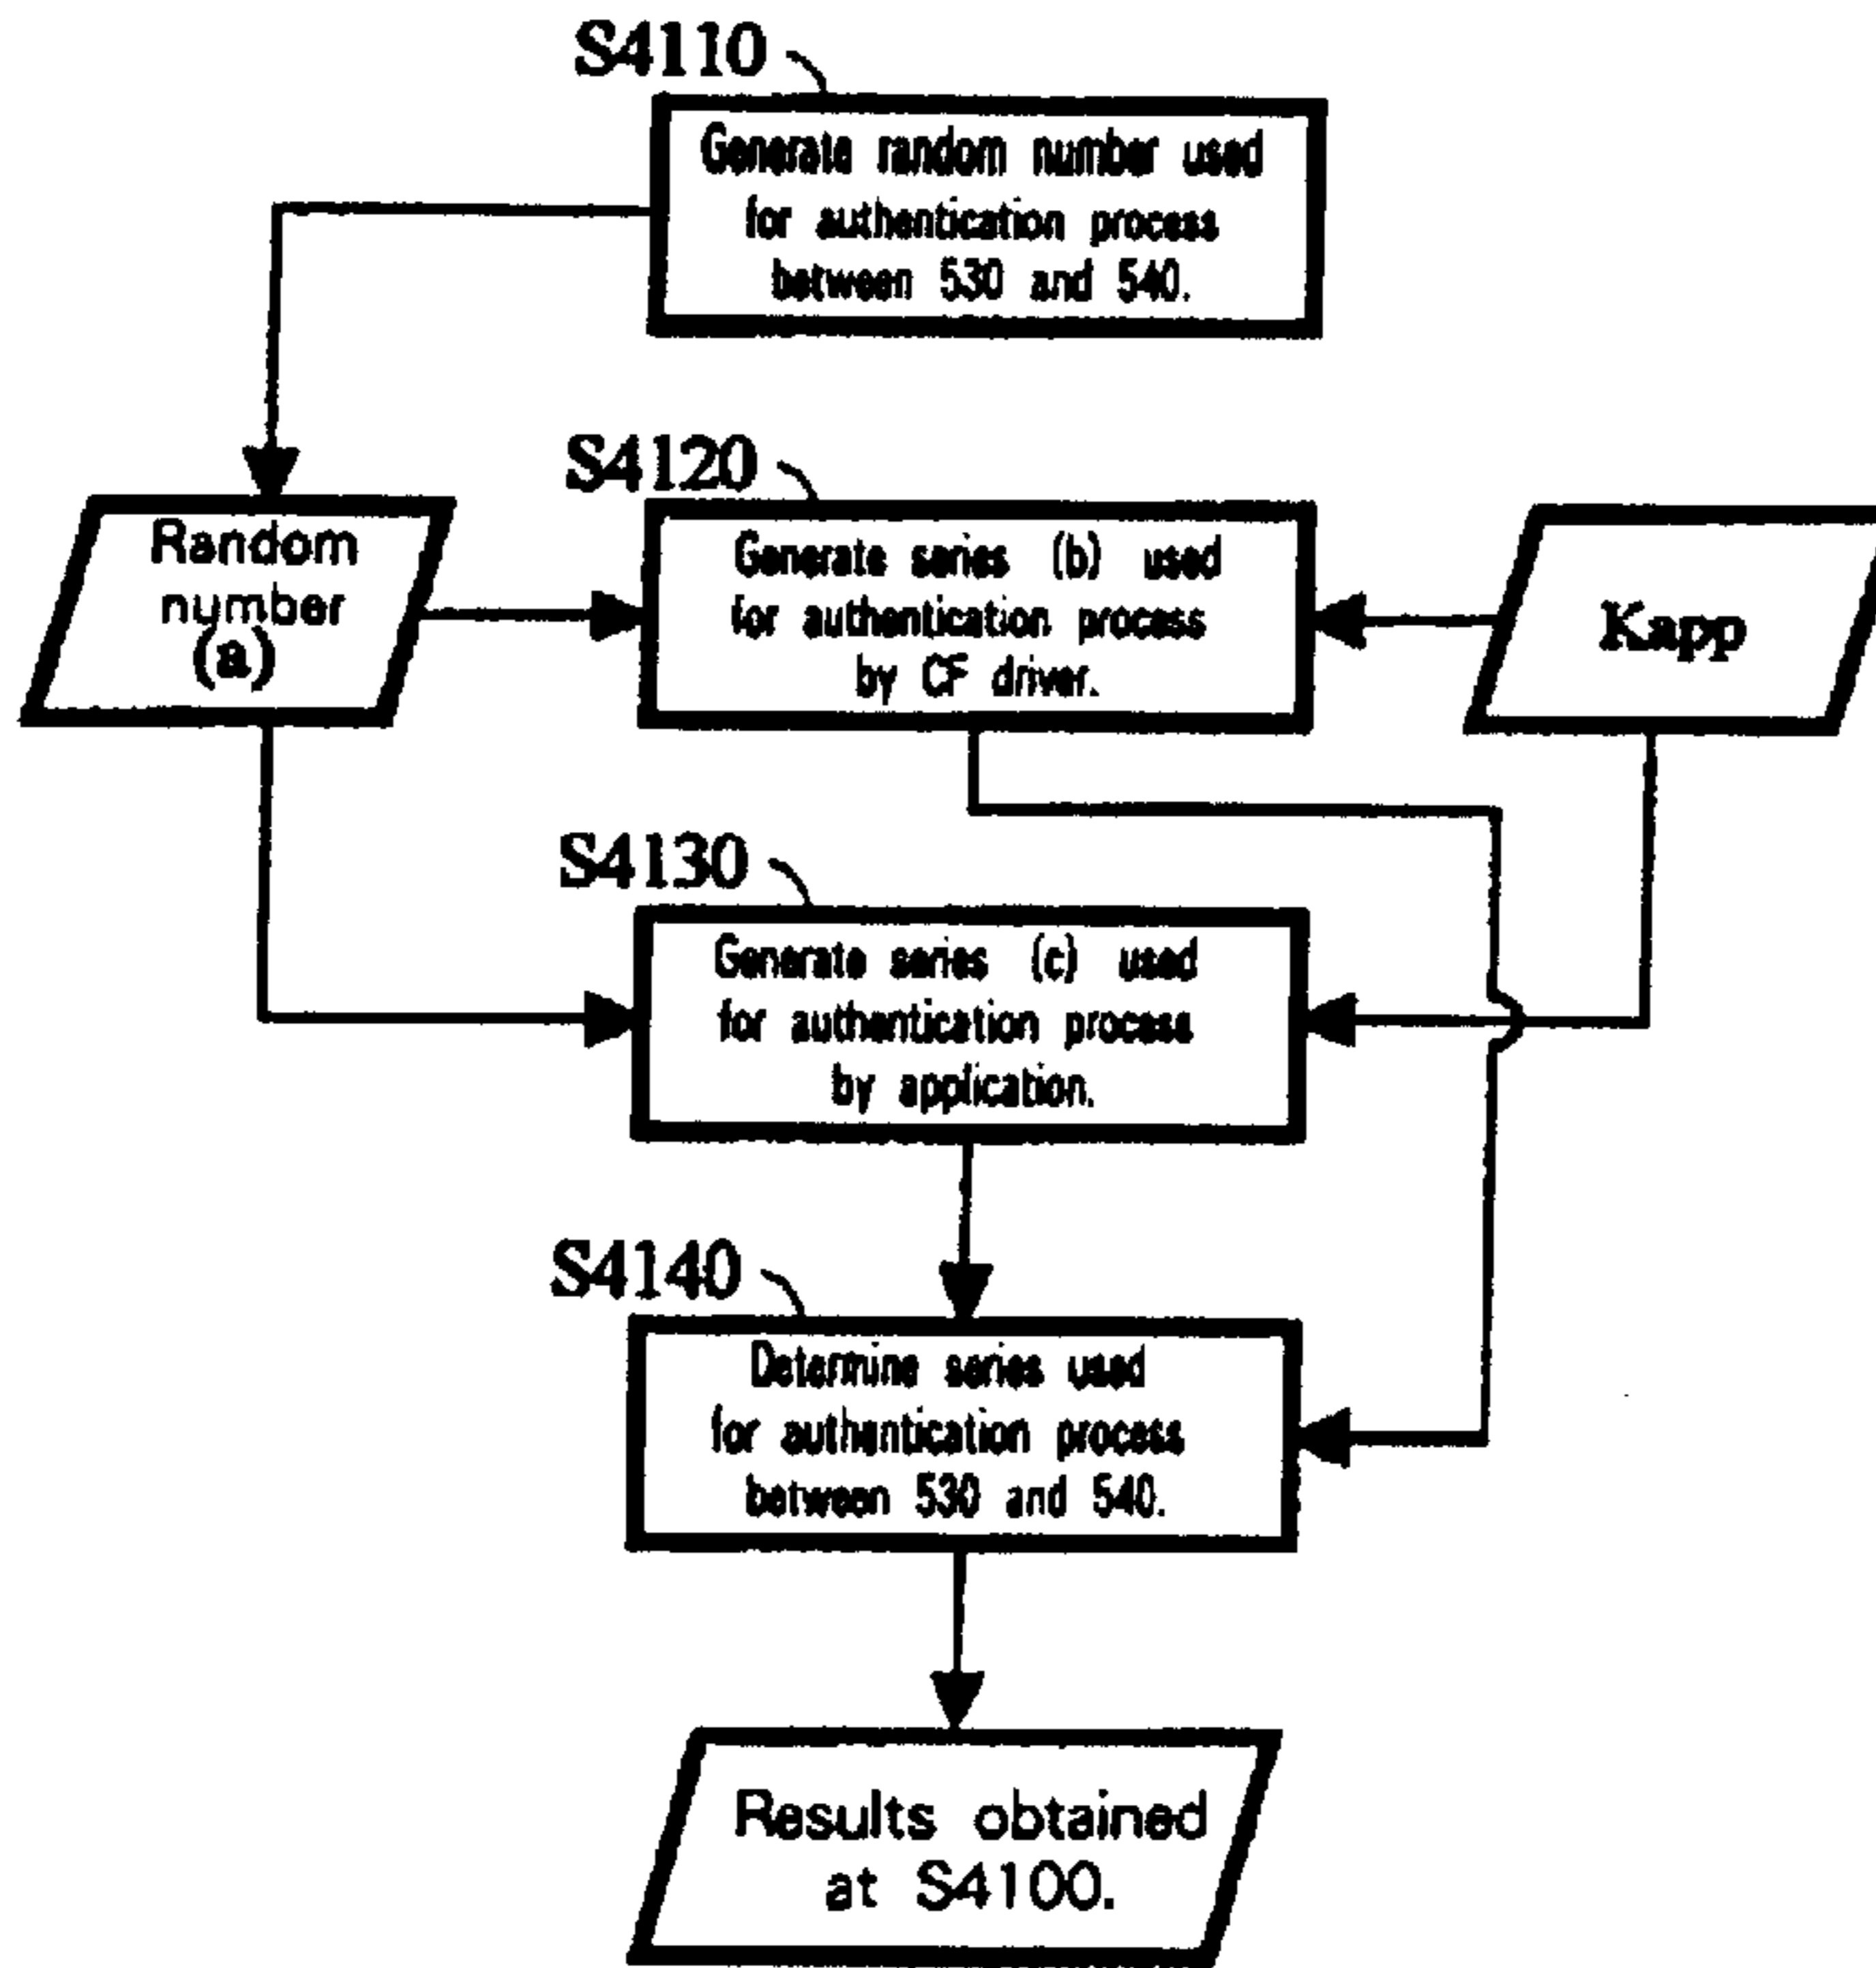 S4110
Generate random number used
for authentication process
between 530 and 540.
S4120
Random
number
(a)
Generate series (b) used
for authentication process
by CF driver.
Kapp
S4130
Generate series (c) used
for authentication process
by application.
S4140
Determine series used
for authentication process
between 530 and 540.
Results obtained
at S4100.